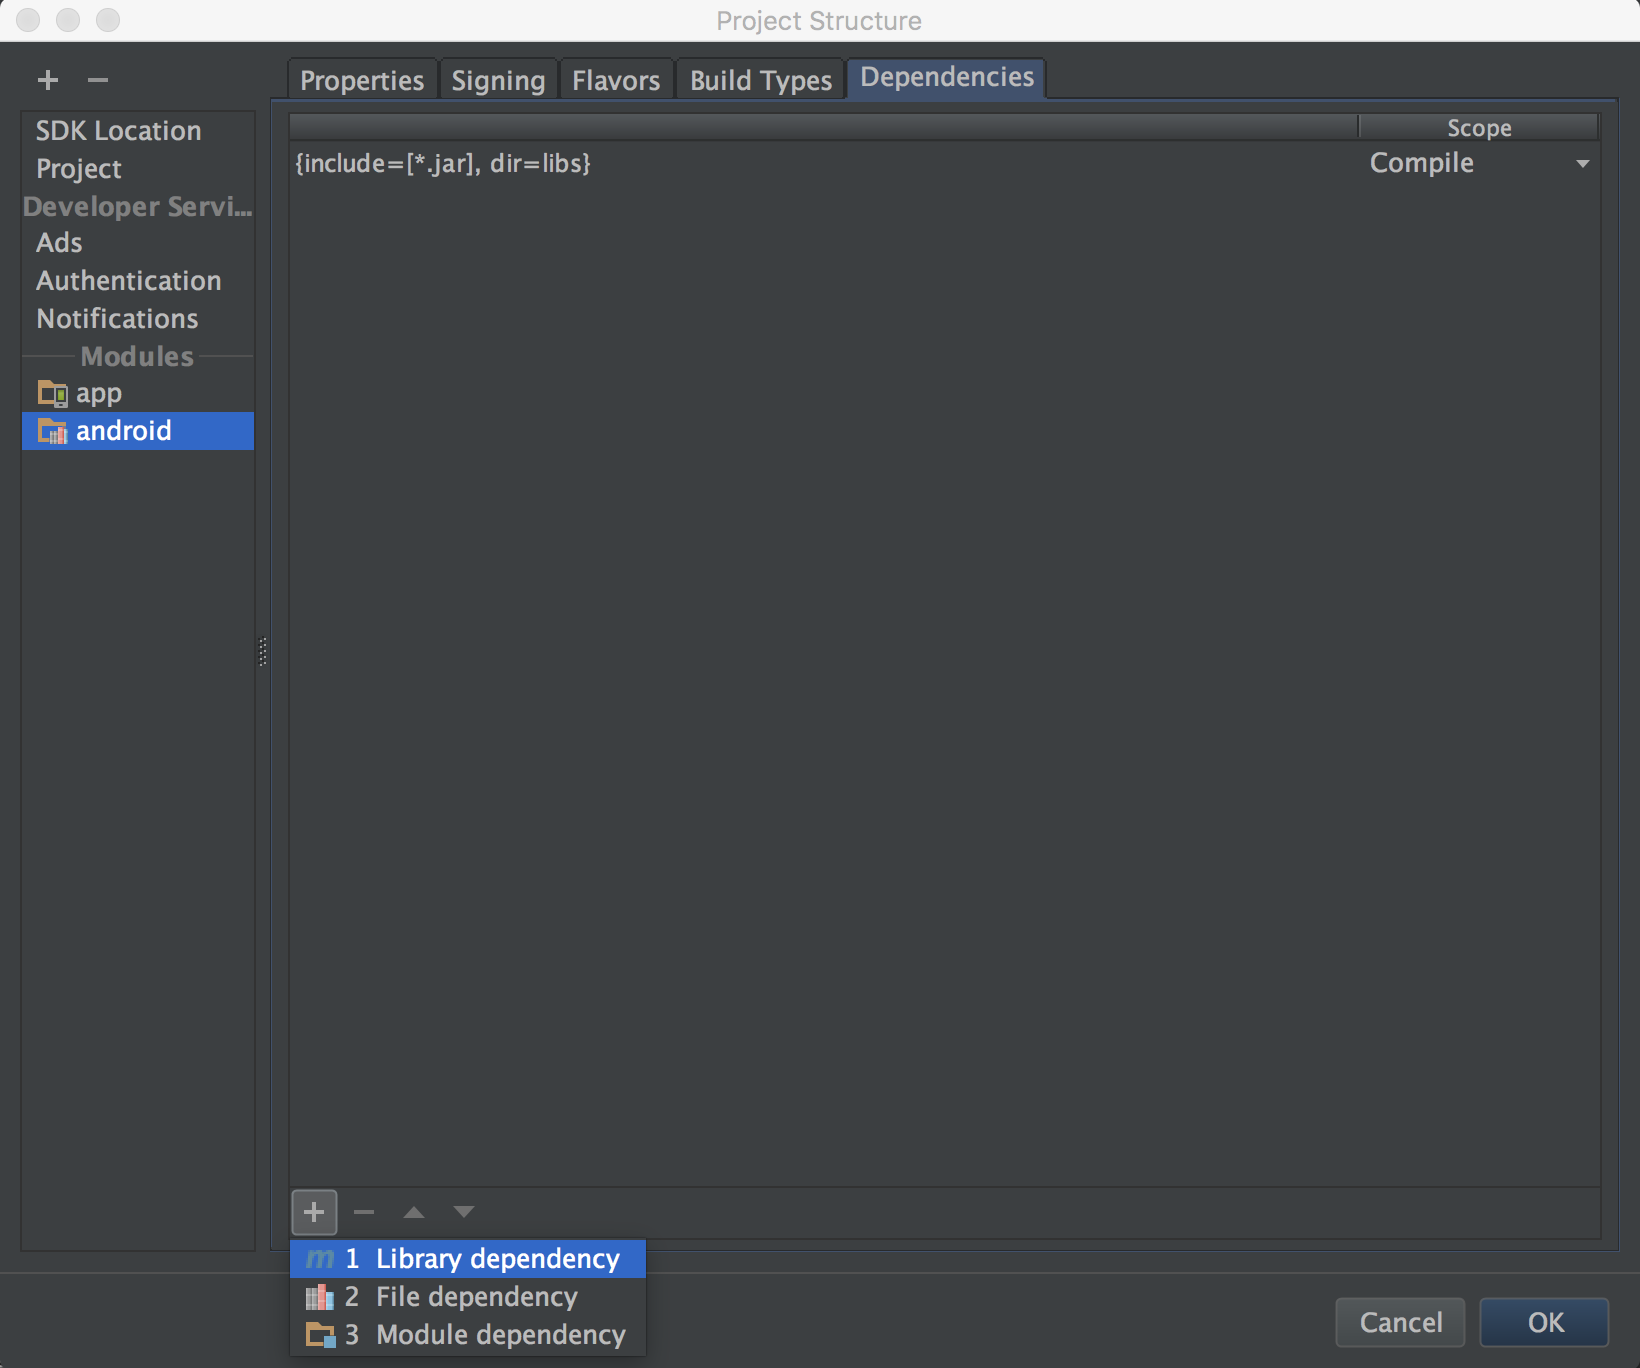 Project Structure
Properties Signing Flavors Build Types Dependencies
SDK Location
Project
Developer Servi...
Ads
Authentication
Notifications
Modules
app
android
Scope
{include=[*.jar], dir=libs} Compile
m 1 Library dependency
2 File dependency
3 Module dependency
Cancel OK